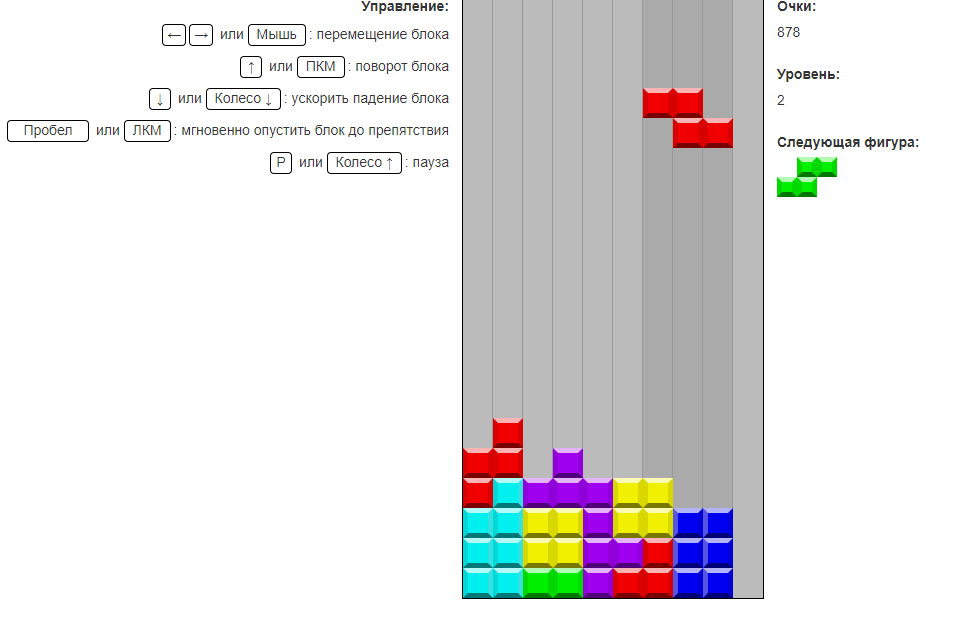 Управление:
← → или Мышь : перемещение блока
↑ или ПКМ : поворот блока
↓ или Колесо ↓ : ускорить падение блока
Пробел или ЛКМ : мгновенно опустить блок до препятствия
P или Колесо ↑ : пауза
Очки:
878
Уровень:
2
Следующая фигура: